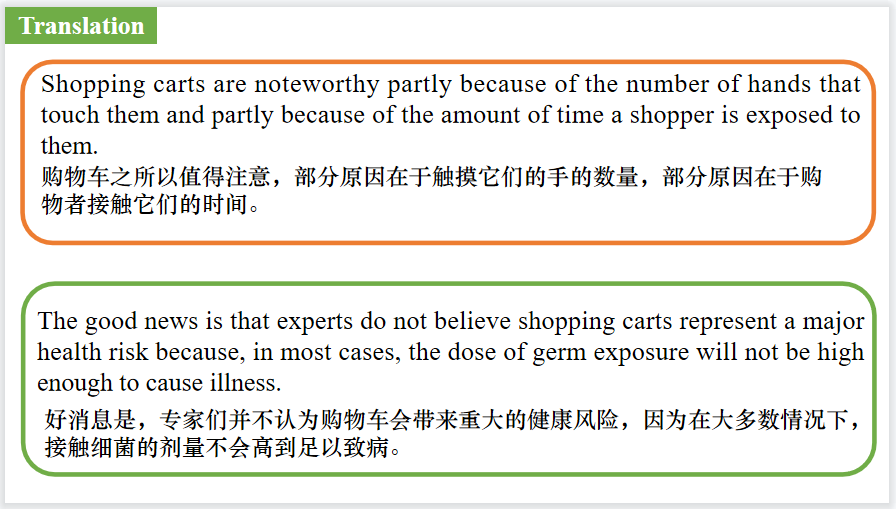 Translation
Shopping carts are noteworthy partly because of the number of hands that
touch them and partly because of the amount of time a shopper is exposed to
them.
购物车之所以值得注意，部分原因在于触摸它们的手的数量，部分原因在于购
物者接触它们的时间。
The good news is that experts do not believe shopping carts represent a major
health risk because, in most cases, the dose of germ exposure will not be high
enough to cause illness.
好消息是，专家们并不认为购物车会带来重大的健康风险，因为在大多数情况下，
接触细菌的剂量不会高到足以致病。